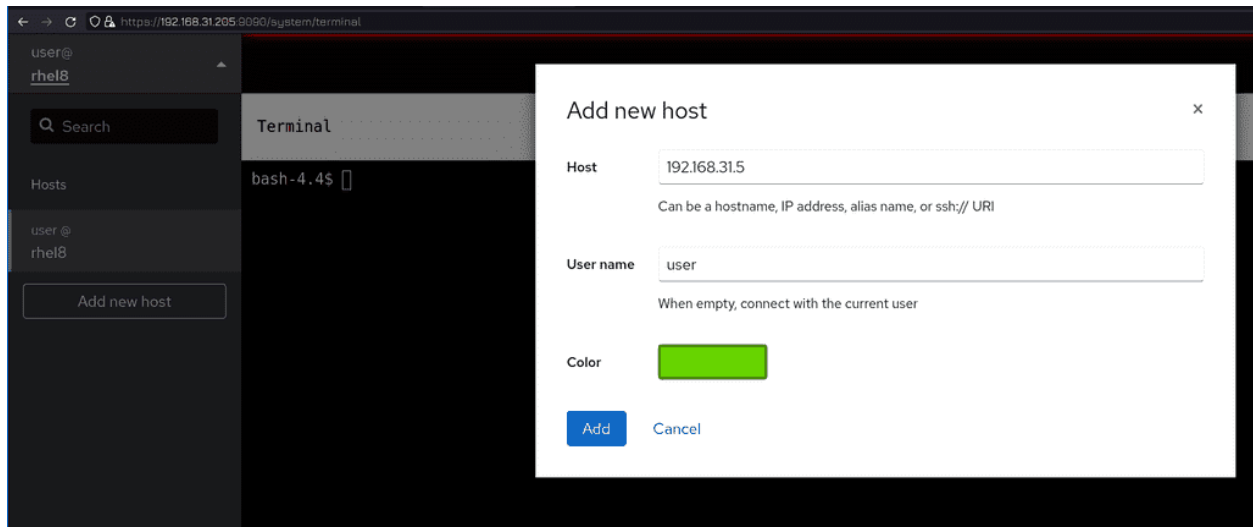 https://192.168.31.205:9090/system/terminal
user@
rhel8
Search
Hosts
user @
rhel8
Add new host
Terminal
bash-4.4$
Add new host
×
Host
192.168.31.5
Can be a hostname, IP address, alias name, or ssh:// URI
User name
user
When empty, connect with the current user
Color
Add
Cancel